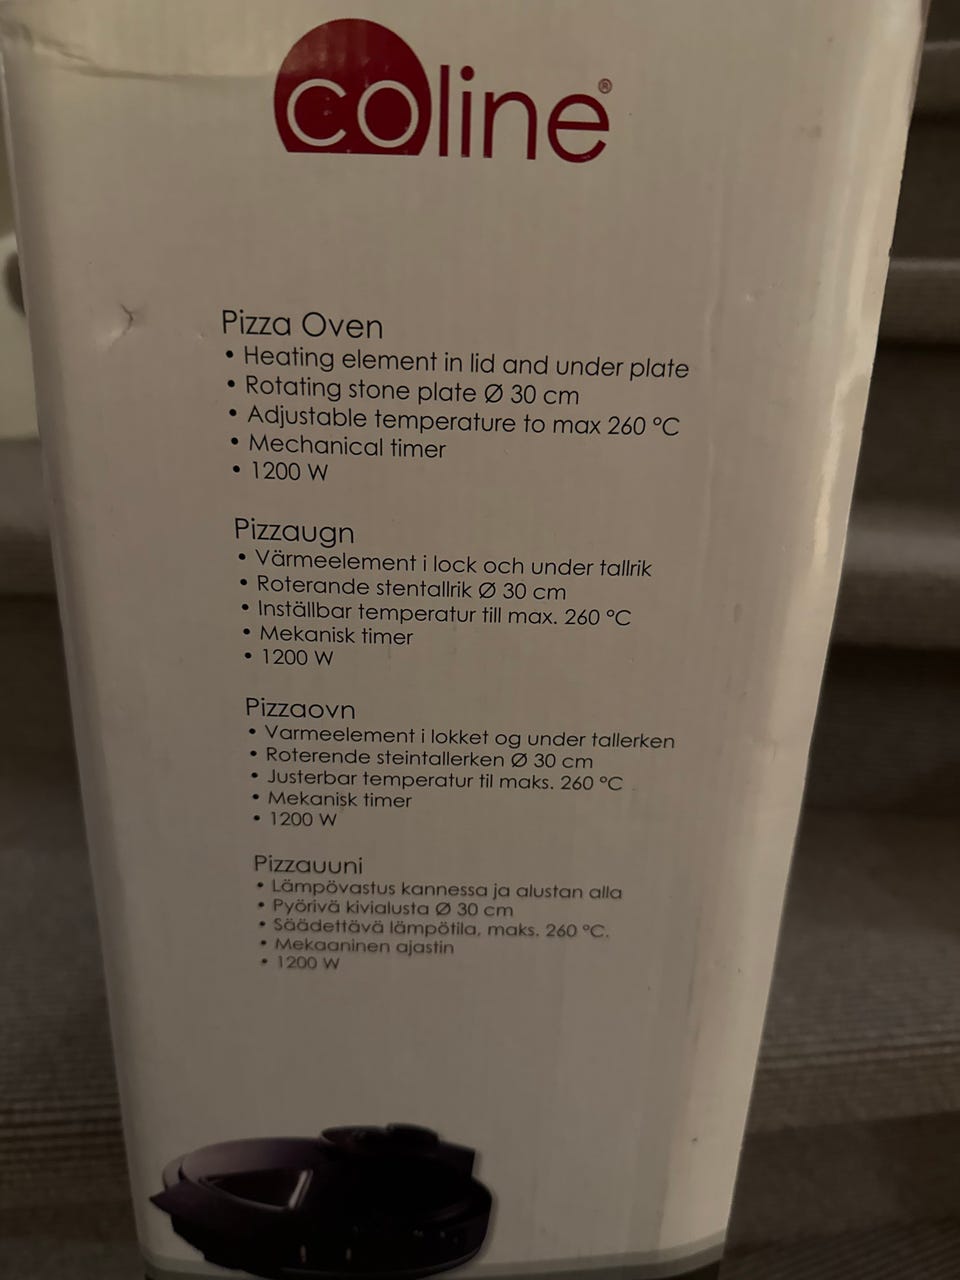 coline®
Pizza Oven
• Heating element in lid and under plate
• Rotating stone plate Ø 30 cm
• Adjustable temperature to max 260 °C
• Mechanical timer
• 1200 W
Pizzaugn
• Värmeelement i lock och under tallrik
• Roterande stentallrik Ø 30 cm
• Inställbar temperatur till max. 260 °C
• Mekanisk timer
• 1200 W
Pizzaovn
• Varmeelement i lokket og under tallerken
• Roterende steintallerken Ø 30 cm
• Justerbar temperatur til maks. 260 °C
• Mekanisk timer
• 1200 W
Pizzauuni
• Lämpövastus kannessa ja alustan alla
• Pyörivä kivialusta Ø 30 cm
• Säädettävä lämpötila, maks. 260 °C.
• Mekaaninen ajastin
• 1200 W